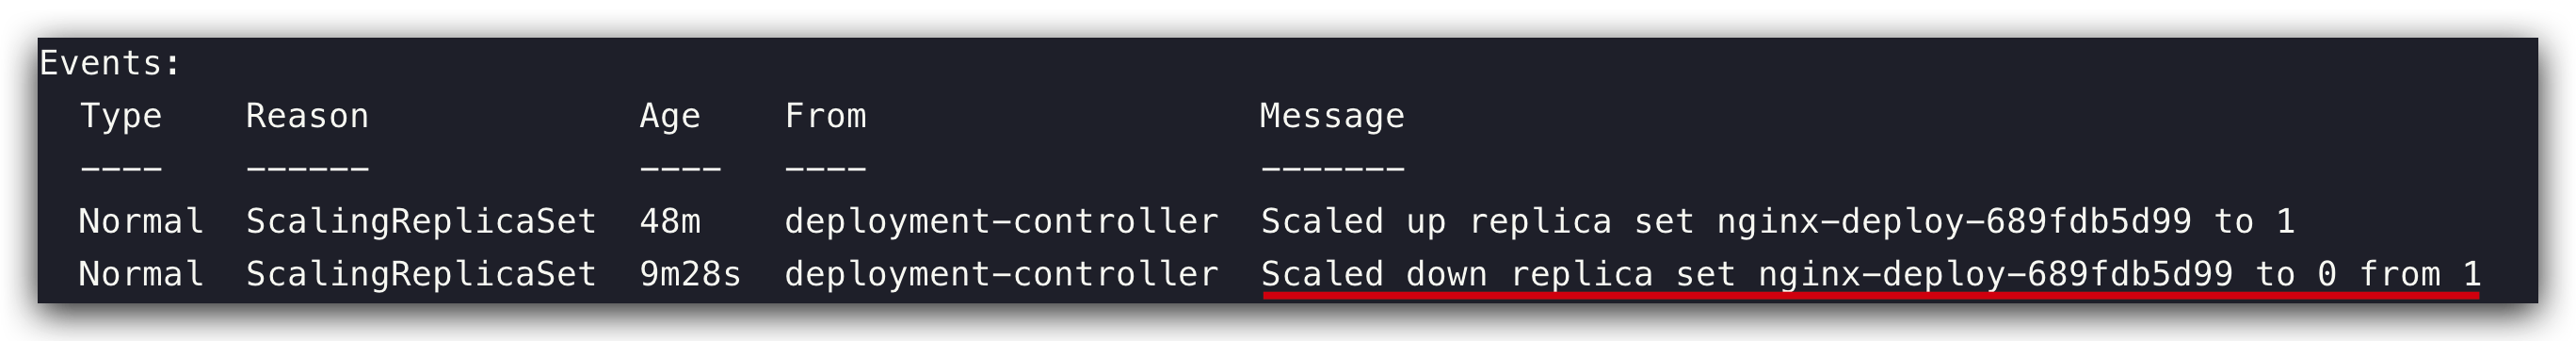 Events:
Type Reason Age From Message
---- ------ ---- ---- -------
Normal ScalingReplicaSet 48m deployment-controller Scaled up replica set nginx-deploy-689fdb5d99 to 1
Normal ScalingReplicaSet 9m28s deployment-controller Scaled down replica set nginx-deploy-689fdb5d99 to 0 from 1